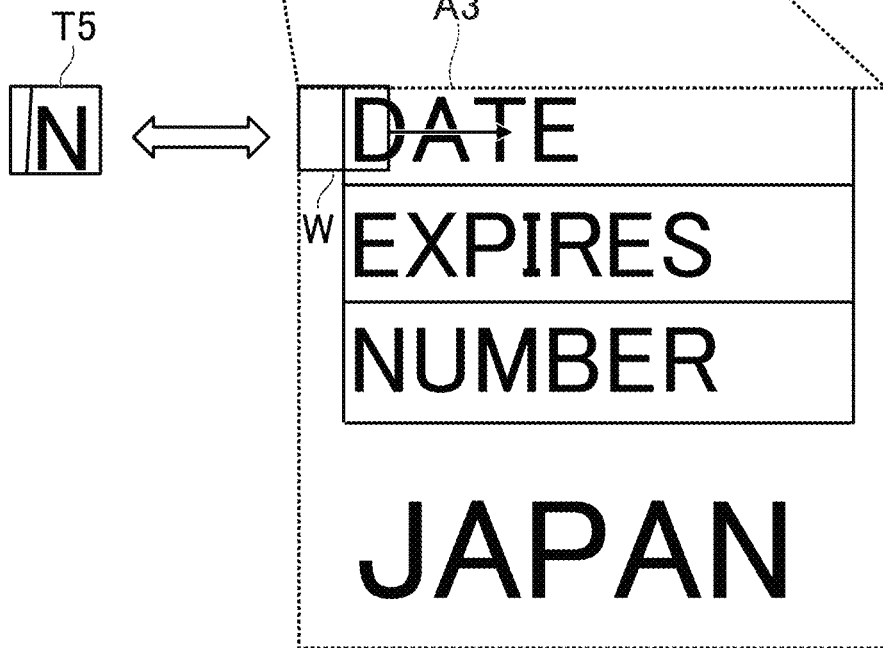 A3
T5
N
DATE
W
EXPIRES
NUMBER
JAPAN